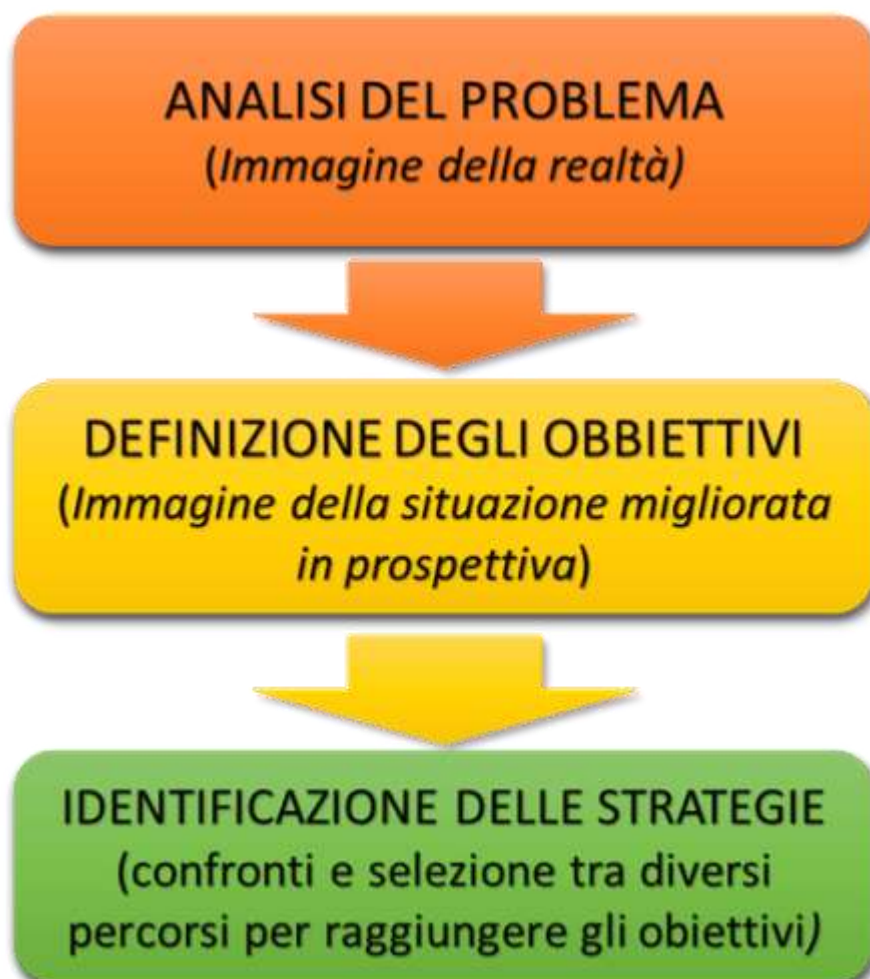 ANALISI DEL PROBLEMA
(Immagine della realtà)
DEFINIZIONE DEGLI OBBIETTIVI
(Immagine della situazione migliorata
in prospettiva)
IDENTIFICAZIONE DELLE STRATEGIE
(confronti e selezione tra diversi
percorsi per raggiungere gli obiettivi)